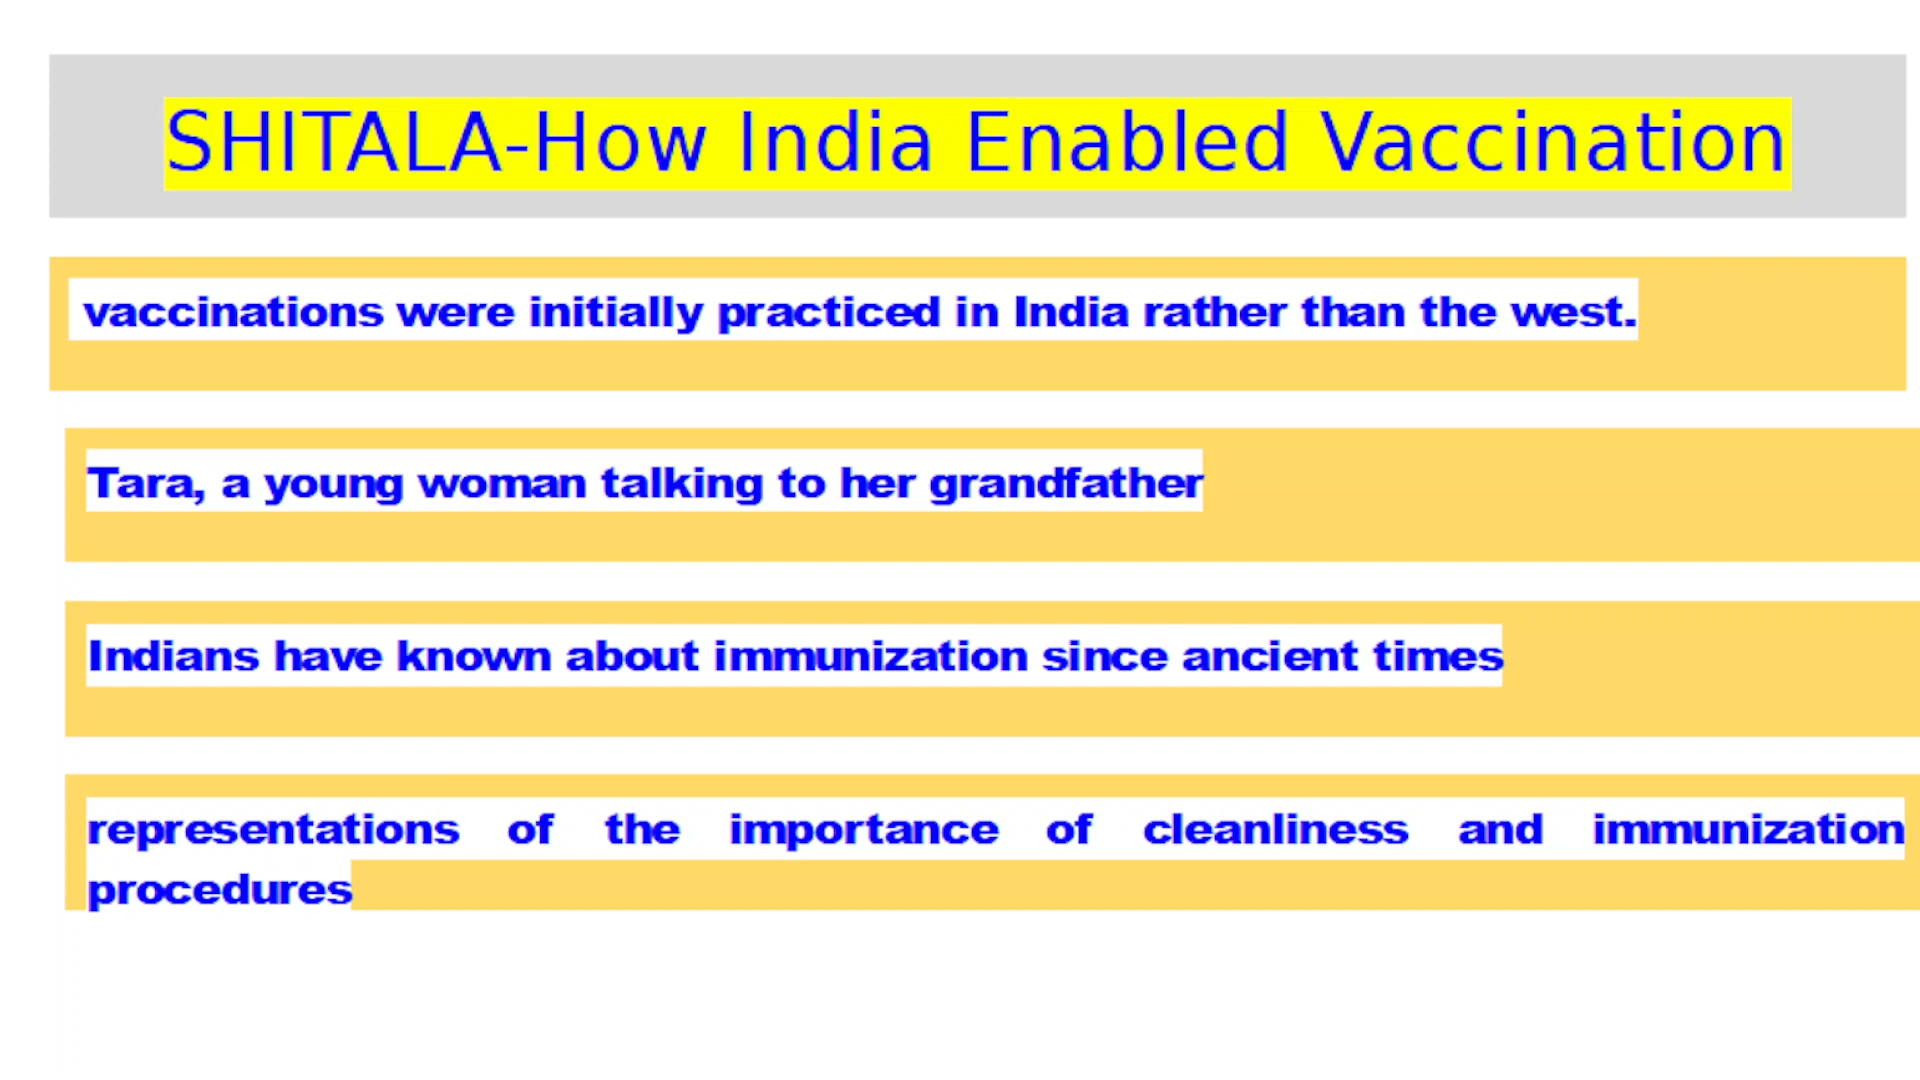 SHITALA-How India Enabled Vaccination
vaccinations were initially practiced in India rather than the west.
Tara, a young woman talking to her grandfather
Indians have known about immunization since ancient times
representations of the importance of cleanliness and immunization
procedures